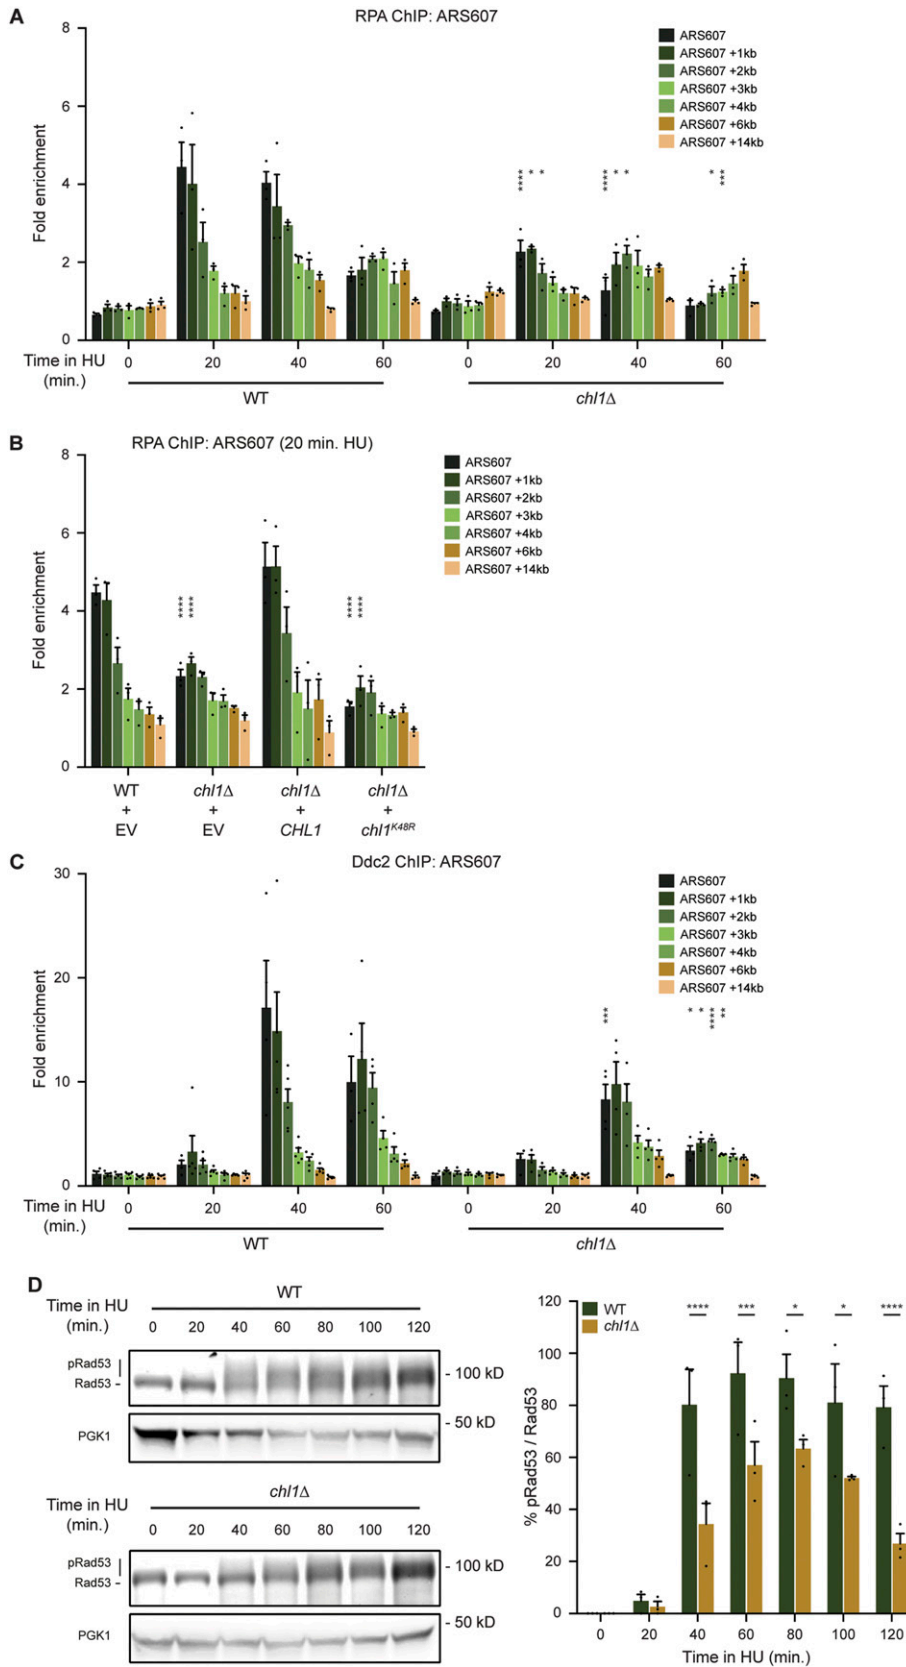 A
RPA ChIP: ARS607
8
6
4
2
0
Fold enrichment
ARS607
ARS607 +1kb
ARS607 +2kb
ARS607 +3kb
ARS607 +4kb
ARS607 +6kb
ARS607 +14kb
**** * *
**** * *
* ***
Time in HU
(min.)
0 20 40 60 0 20 40 60
WT chl1Δ
B
RPA ChIP: ARS607 (20 min. HU)
8
6
4
2
0
Fold enrichment
ARS607
ARS607 +1kb
ARS607 +2kb
ARS607 +3kb
ARS607 +4kb
ARS607 +6kb
ARS607 +14kb
**** ****
**** ****
WT chl1Δ chl1Δ chl1Δ
+ + + +
EV EV CHL1 chl1K48R
C
Ddc2 ChIP: ARS607
30
20
10
0
Fold enrichment
ARS607
ARS607 +1kb
ARS607 +2kb
ARS607 +3kb
ARS607 +4kb
ARS607 +6kb
ARS607 +14kb
***
* * **** **
Time in HU
(min.)
0 20 40 60 0 20 40 60
WT chl1Δ
D
WT
Time in HU
(min.)
0 20 40 60 80 100 120
pRad53
Rad53
- 100 kD
PGK1
- 50 kD
chl1Δ
Time in HU
(min.)
0 20 40 60 80 100 120
pRad53
Rad53
- 100 kD
PGK1
- 50 kD
120
100
80
60
40
20
0
% pRad53 / Rad53
WT
chl1Δ
**** *** * * ****
0 20 40 60 80 100 120
Time in HU (min.)